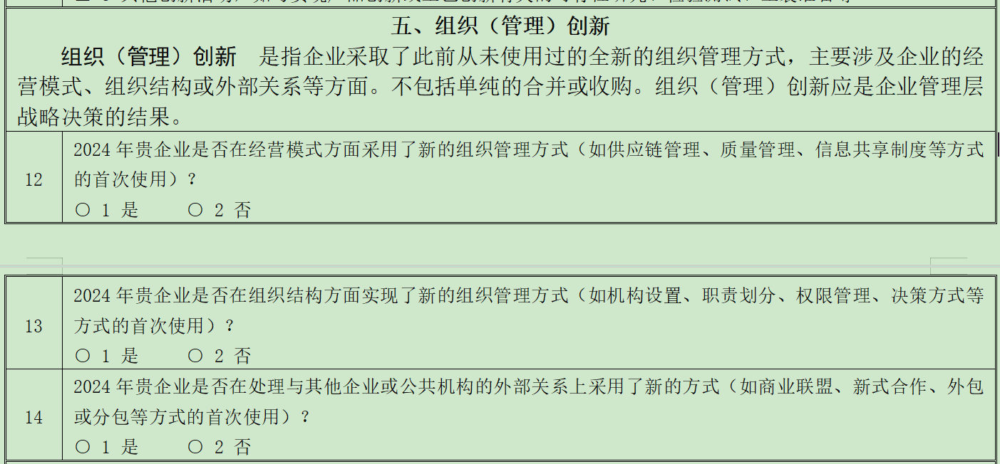 五、组织（管理）创新
组织（管理）创新　是指企业采取了此前从未使用过的全新的组织管理方式，主要涉及企业的经
营模式、组织结构或外部关系等方面。不包括单纯的合并或收购。组织（管理）创新应是企业管理层
战略决策的结果。
2024 年贵企业是否在经营模式方面采用了新的组织管理方式（如供应链管理、质量管理、信息共享制度等方式
12
的首次使用）？
○ 1 是 ○ 2 否
2024 年贵企业是否在组织结构方面实现了新的组织管理方式（如机构设置、职责划分、权限管理、决策方式等
13
方式的首次使用）？
○ 1 是 ○ 2 否
2024 年贵企业是否在处理与其他企业或公共机构的外部关系上采用了新的方式（如商业联盟、新式合作、外包
14
或分包等方式的首次使用）？
○ 1 是 ○ 2 否